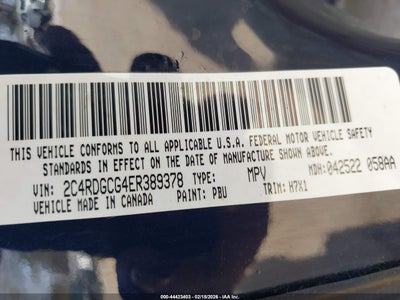 THIS VEHICLE CONFORMS TO ALL APPLICABLE U.S.A. FEDERAL MOTOR VEHICLE SAFETY
STANDARDS IN EFFECT ON THE DATE OF MANUFACTURE SHOWN ABOVE.
VIN: 2C4RDGCG4ER389378 TYPE: MPV MDH: 042522 058AA
VEHICLE MADE IN CANADA PAINT: PBU TRIM: H7X1
000-44423403 - 02/18/2026 - IAA Inc.